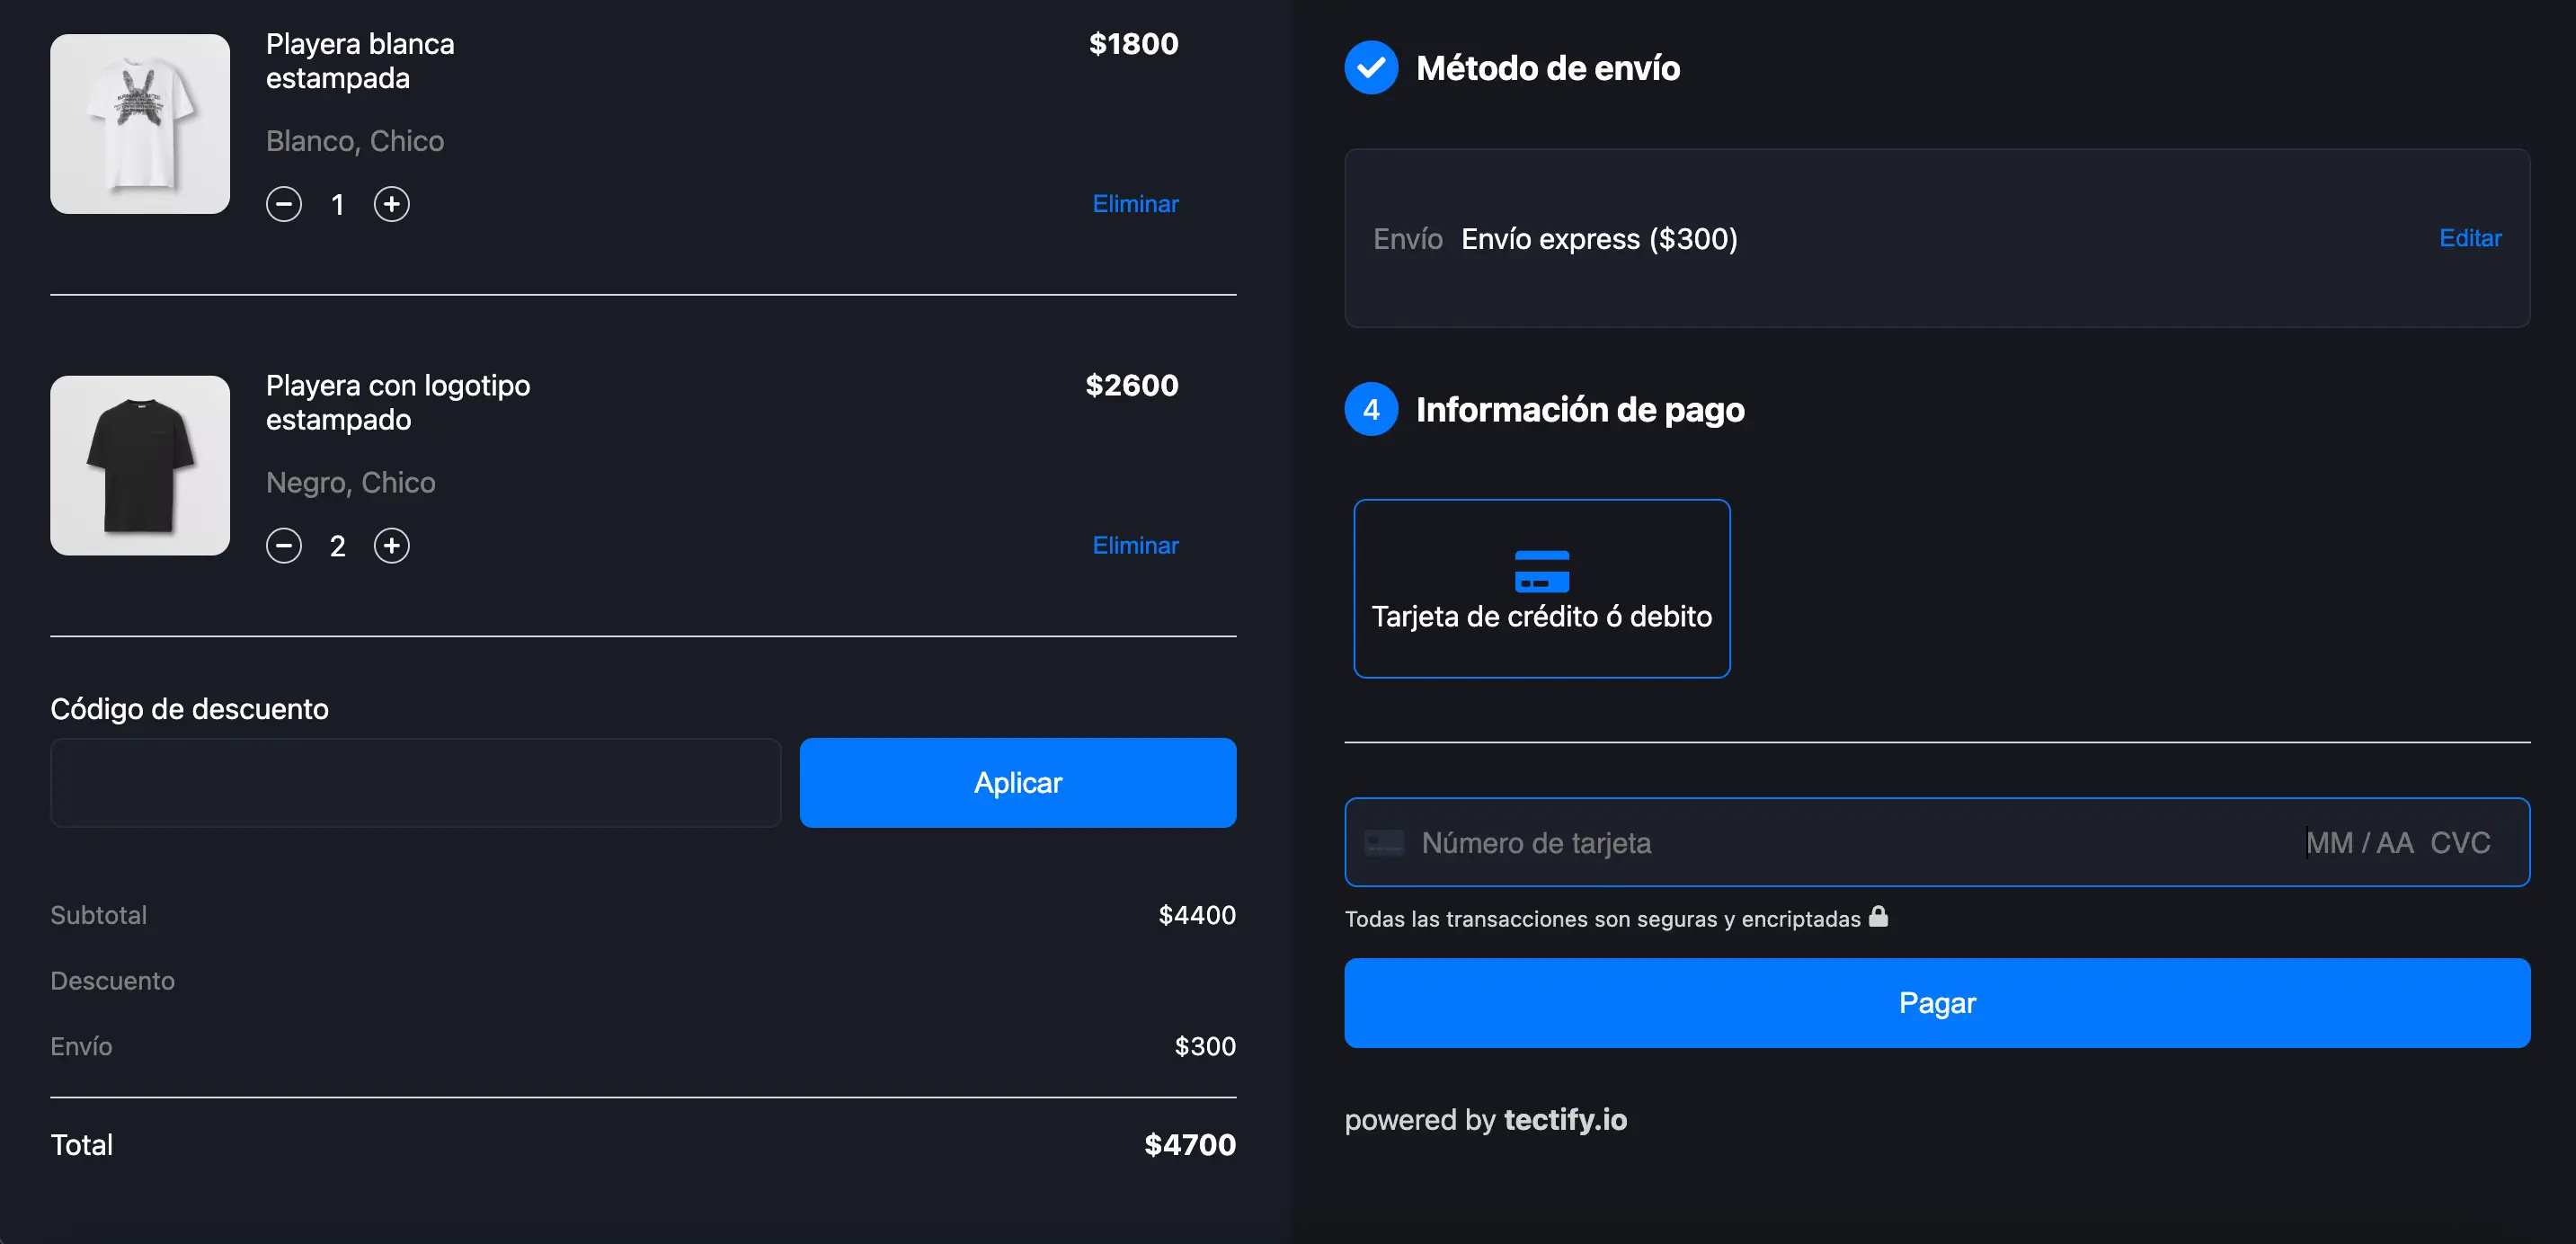 Playera blanca
estampada
$1800
Blanco, Chico
1
Eliminar
Playera con logotipo
estampado
$2600
Negro, Chico
2
Eliminar
Código de descuento
Aplicar
Subtotal
$4400
Descuento
Envío
$300
Total
$4700
Método de envío
Envío Envío express ($300)
Editar
4 Información de pago
Tarjeta de crédito ó debito
Número de tarjeta
MM / AA CVC
Todas las transacciones son seguras y encriptadas
Pagar
powered by tectify.io